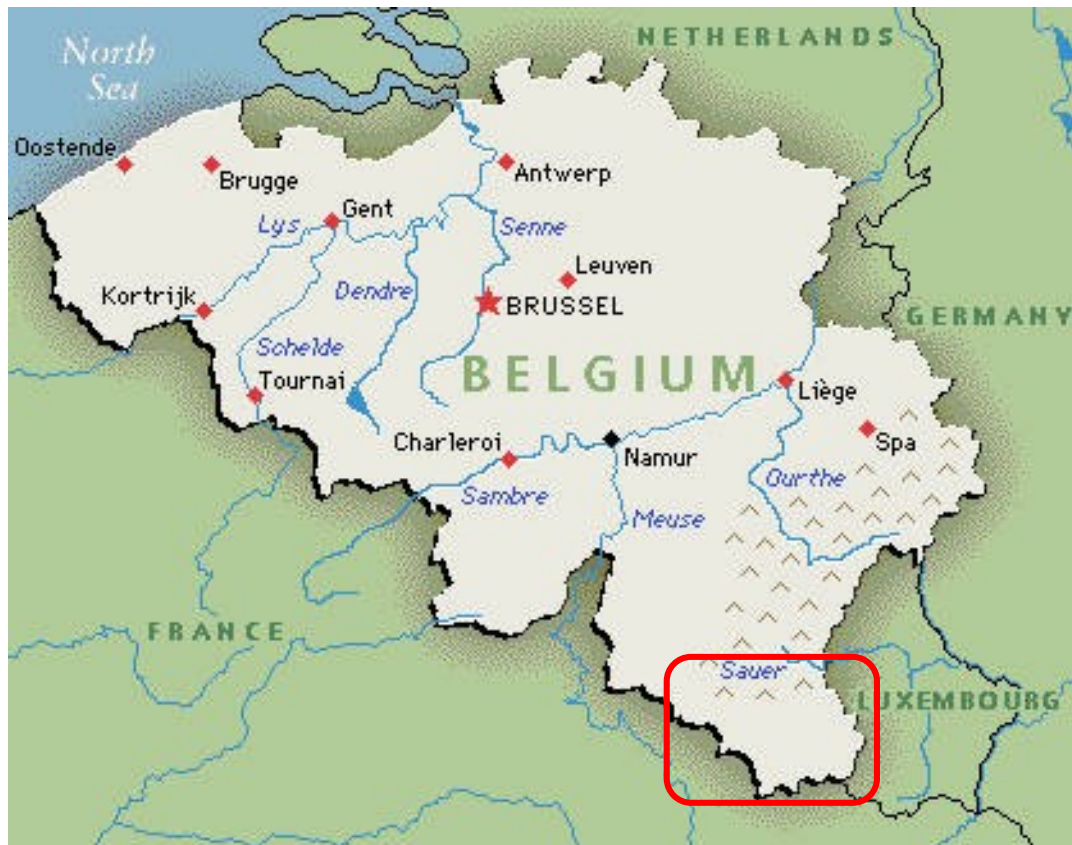 NETHERLANDS
North
Sea
Oostende
Brugge
Antwerp
Gent
Lys
Senne
Leuven
Dendre
Kortrijk
BRUSSEL
GERMANY
Schelde
BELGIUM
Tournai
Liège
Charleroi
Namur
Spa
Ourthe
Sambre
Meuse
FRANCE
Sauer
LUXEMBOURG